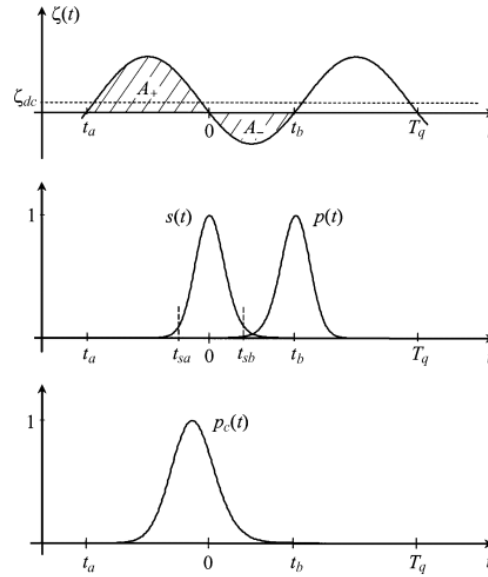 ζ(t)
ζdc
A+
A−
ta 0 tb Tq
1
s(t) p(t)
ta tsa 0 tsb tb Tq
1
pc(t)
ta 0 tb Tq